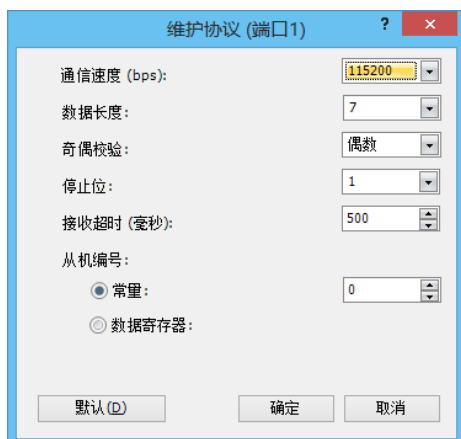 维护协议 (端口1) ? ×
通信速度 (bps): 115200
数据长度: 7
奇偶校验: 偶数
停止位: 1
接收超时 (毫秒): 500
从机编号:
常量: 0
数据寄存器:
默认(D) 确定 取消